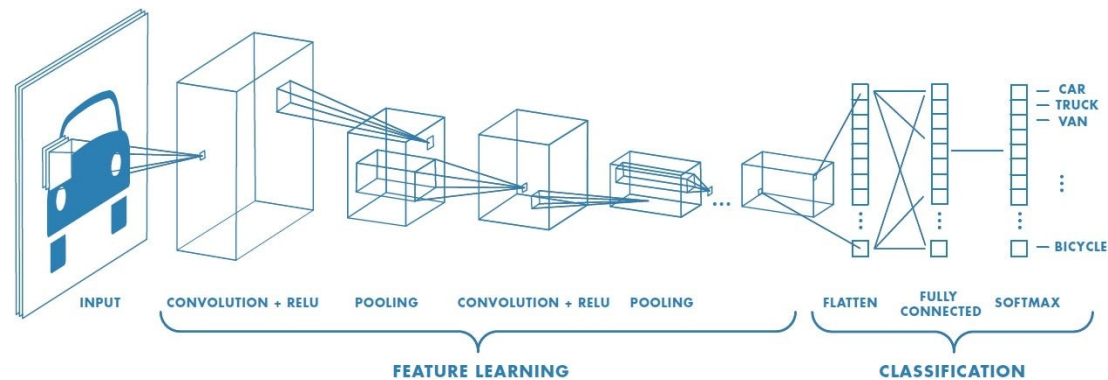 CAR
TRUCK
VAN
BICYCLE
INPUT
CONVOLUTION + RELU
POOLING
CONVOLUTION + RELU
POOLING
FLATTEN
FULLY
CONNECTED
SOFTMAX
FEATURE LEARNING
CLASSIFICATION